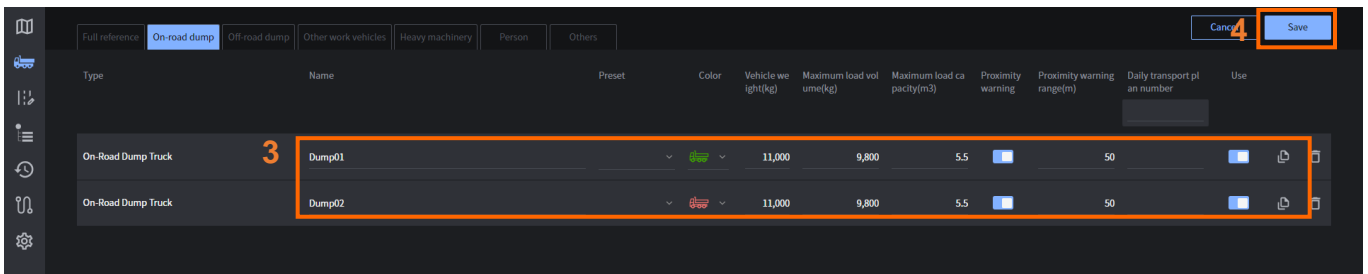 Cancel
4
Save
Full reference
On-road dump
Off-road dump
Other work vehicles
Heavy machinery
Person
Others
Type
Name
Preset
Color
Vehicle we
ight(kg)
Maximum load vol
ume(kg)
Maximum load ca
pacity(m3)
Proximity
warning
Proximity warning
range(m)
Daily transport pl
an number
Use
3
On-Road Dump Truck
Dump01
11,000
9,800
5.5
50
On-Road Dump Truck
Dump02
11,000
9,800
5.5
50